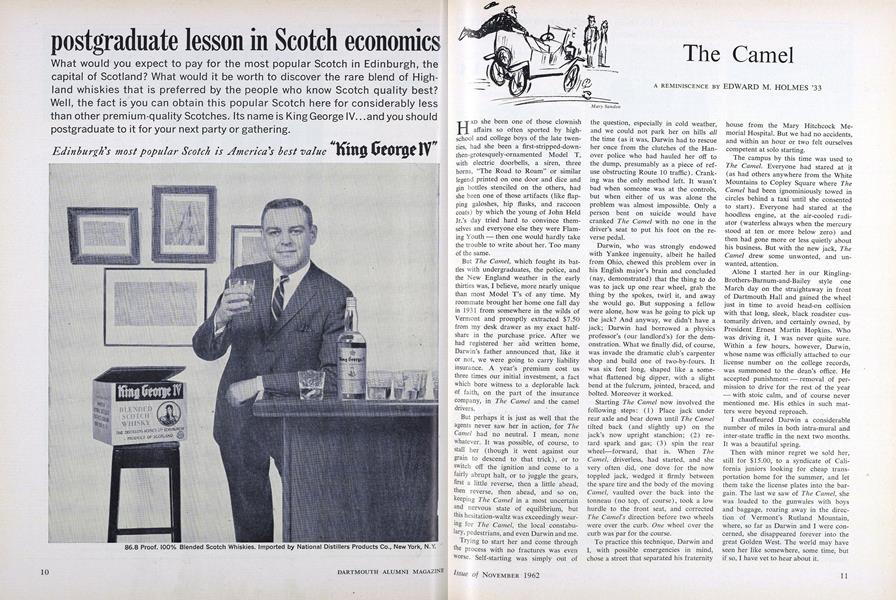 postgraduate lesson in Scotch economics
What would you expect to pay for the most popular Scotch in Edinburgh, the
capital of Scotland? What would it be worth to discover the rare blend of High-
land whiskies that is preferred by the people who know Scotch quality best?
Well, the fact is you can obtain this popular Scotch here for considerably less
than other premium-quality Scotches. Its name is King George IV...and you should
postgraduate to it for your next party or gathering.
Edinburgh's most popular Scotch is America's best value "King George IV"
King George IV
BLENDED
SCOTCH
WHISKY
PRODUCT OF SCOTLAND
King George IV
86.8 Proof. 100% Blended Scotch Whiskies. Imported by National Distillers Products Co., New York, N.Y.
10
DARTMOUTH ALUMNI MAGAZINE
Mary Sandoe
The Camel
A REMINISCENCE BY EDWARD M. HOLMES '33
HAD she been one of those clownish
affairs so often sported by high-
school and college boys of the late twen-
ties, had she been a first-stripped-down-
then-grotesquely-ornamented Model T,
with electric doorbells, a siren, three
horns, "The Road to Roam" or similar
legend printed on one door and dice and
gin bottles stenciled on the others, had
she been one of those artifacts (like flap-
ping galoshes, hip flasks, and raccoon
coats) by which the young of John Held
Jr.'s day tried hard to convince them-
selves and everyone else they were Flam-
ing Youth — then one would hardly take
the trouble to write about her. Too many
of the same.
But The Camel, which fought its bat-
tles with undergraduates, the police, and
the New England weather in the early
thirties was, I believe, more nearly unique
than most Model T's of any time. My
roommate brought her home one fall day
in 1931 from somewhere in the wilds of
Vermont and promptly extracted $7.50
from my desk drawer as my exact half-
share in the purchase price. After we
had registered her and written home,
Darwin's father announced that, like it
or not, we were going to carry liability
insurance. A year's premium cost us
three times our initial investment, a fact
which bore witness to a deplorable lack
of faith, on the part of the insurance
company, in The Camel and the camel
drivers.
But perhaps it is just as well that the
agents never saw her in action, for The
Camel had no neutral. I mean, none
whatever. It was possible, of course, to
stall her (though it went against our
grain to descend to that trick), or to
switch off the ignition and come to a
fairly abrupt halt, or to juggle the gears,
first a little reverse, then a little ahead,
then reverse, then ahead, and so on,
keeping The Camel in a most uncertain
and nervous state of equilibrium, but
this hesitation-waltz was exceedingly wear-
ing for The Camel, the local constabu-
lary, pedestrians, and even Darwin and me.
Trying to start her and come through
the process with no fractures was even
worse. Self-starting was simply out of
the question, especially in cold weather,
and we could not park her on hills all
the time (as it was, Darwin had to rescue
her once from the clutches of the Han-
over police who had hauled her off to
the dump, presumably as a piece of ref-
use obstructing Route 10 traffic). Crank-
ing was the only method left. It wasn't
bad when someone was at the controls,
but when either of us was alone the
problem was almost impossible. Only a
person bent on suicide would have
cranked The Camel with no one in the
driver's seat to put his foot on the re-
verse pedal.
Darwin, who was strongly endowed
with Yankee ingenuity, albeit he hailed
from Ohio, chewed this problem over in
his English major's brain and concluded
(nay, demonstrated) that the thing to do
was to jack up one rear wheel, grab the
thing by the spokes, twirl it, and away
she would go. But supposing a fellow
were alone, how was he going to pick up
the jack? And anyway, we didn't have a
jack; Darwin had borrowed a physics
professor's (our landlord's) for the dem-
onstration. What we finally did, of course,
was invade the dramatic club's carpenter
shop and build one of two-by-fours. It
was six feet long, shaped like a some-
what flattened big dipper, with a slight
bend at the fulcrum, jointed, braced, and
bolted. Moreover it worked.
Starting The Camel now involved the
following steps: (1) Place jack under
rear axle and bear down until The Camel
tilted back (and slightly up) on the
jack's now upright stanchion; (2) re-
tard spark and gas; (3) spin the rear
wheel—forward, that is. When The
Camel, driverless, had started, and she
very often did, one dove for the now
toppled jack, wedged it firmly between
the spare tire and the body of the moving
Camel, vaulted over the back into the
tonneau (no top, of course), took a low
hurdle to the front seat, and corrected
The Camel's direction before two wheels
were over the curb. One wheel over the
curb was par for the course.
To practice this technique, Darwin and
I, with possible emergencies in mind,
chose a street that separated his fraternity
house from the Mary Hitchcock Me-
morial Hospital. But we had no accidents,
and within an hour or two felt ourselves
competent at solo starting.
The campus by this time was used to
The Camel. Everyone had stared at it
(as had others anywhere from the White
Mountains to Copley Square where The
Camel had been ignominiously towed in
circles behind a taxi until she consented
to start). Everyone had stared at the
hoodless engine, at the air-cooled radi-
ator (waterless always when the mercury
stood at ten or more below zero) and
then had gone more or less quietly about
his business. But with the new jack, The
Camel drew some unwonted, and un-
wanted, attention.
Alone I started her in our Ringling-
Brothers-Barnum-and-Bailey style one
March day on the straightaway in front
of Dartmouth Hall and gained the wheel
just in time to avoid head-on collision
with that long, sleek, black roadster cus-
tomarily driven, and certainly owned, by
President Ernest Martin Hopkins. Who
was driving it, I was never quite sure.
Within a few hours, however, Darwin,
whose name was officially attached to our
license number on the college records,
was summoned to the dean's office. He
accepted punishment — removal of per-
mission to drive for the rest of the year
— with stoic calm, and of course never
mentioned me. His ethics in such mat-
ters were beyond reproach.
I chauffeured Darwin a considerable
number of miles in both intra-mural and
inter-state traffic in the next two months.
It was a beautiful spring.
Then with minor regret we sold her,
still for $15.00, to a syndicate of Cali-
fornia juniors looking for cheap trans-
portation home for the summer, and let
them take the license plates into the bar-
gain. The last we saw of The Camel, she
was loaded to the gunwales with boys
and baggage, roaring away in the direc-
tion of Vermont's Rutland Mountain,
where, so far as Darwin and I were con-
cerned, she disappeared forever into the
great Golden West. The world may have
seen her like somewhere, some time, but
if so, I have yet to hear about it.
Issue of NOVEMBER 1962
11